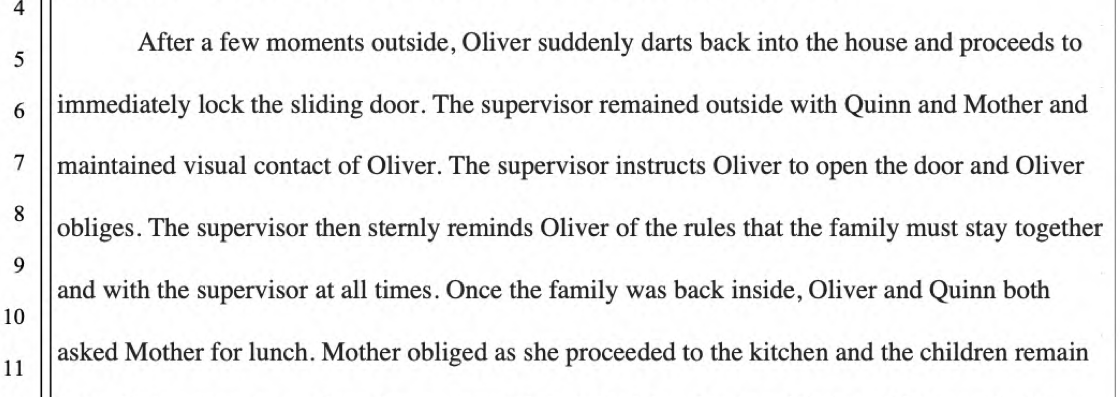 4
After a few moments outside, Oliver suddenly darts back into the house and proceeds to
5
immediately lock the sliding door. The supervisor remained outside with Quinn and Mother and
6
maintained visual contact of Oliver. The supervisor instructs Oliver to open the door and Oliver
7
obliges. The supervisor then sternly reminds Oliver of the rules that the family must stay together
8
and with the supervisor at all times. Once the family was back inside, Oliver and Quinn both
9
asked Mother for lunch. Mother obliged as she proceeded to the kitchen and the children remain
10
11